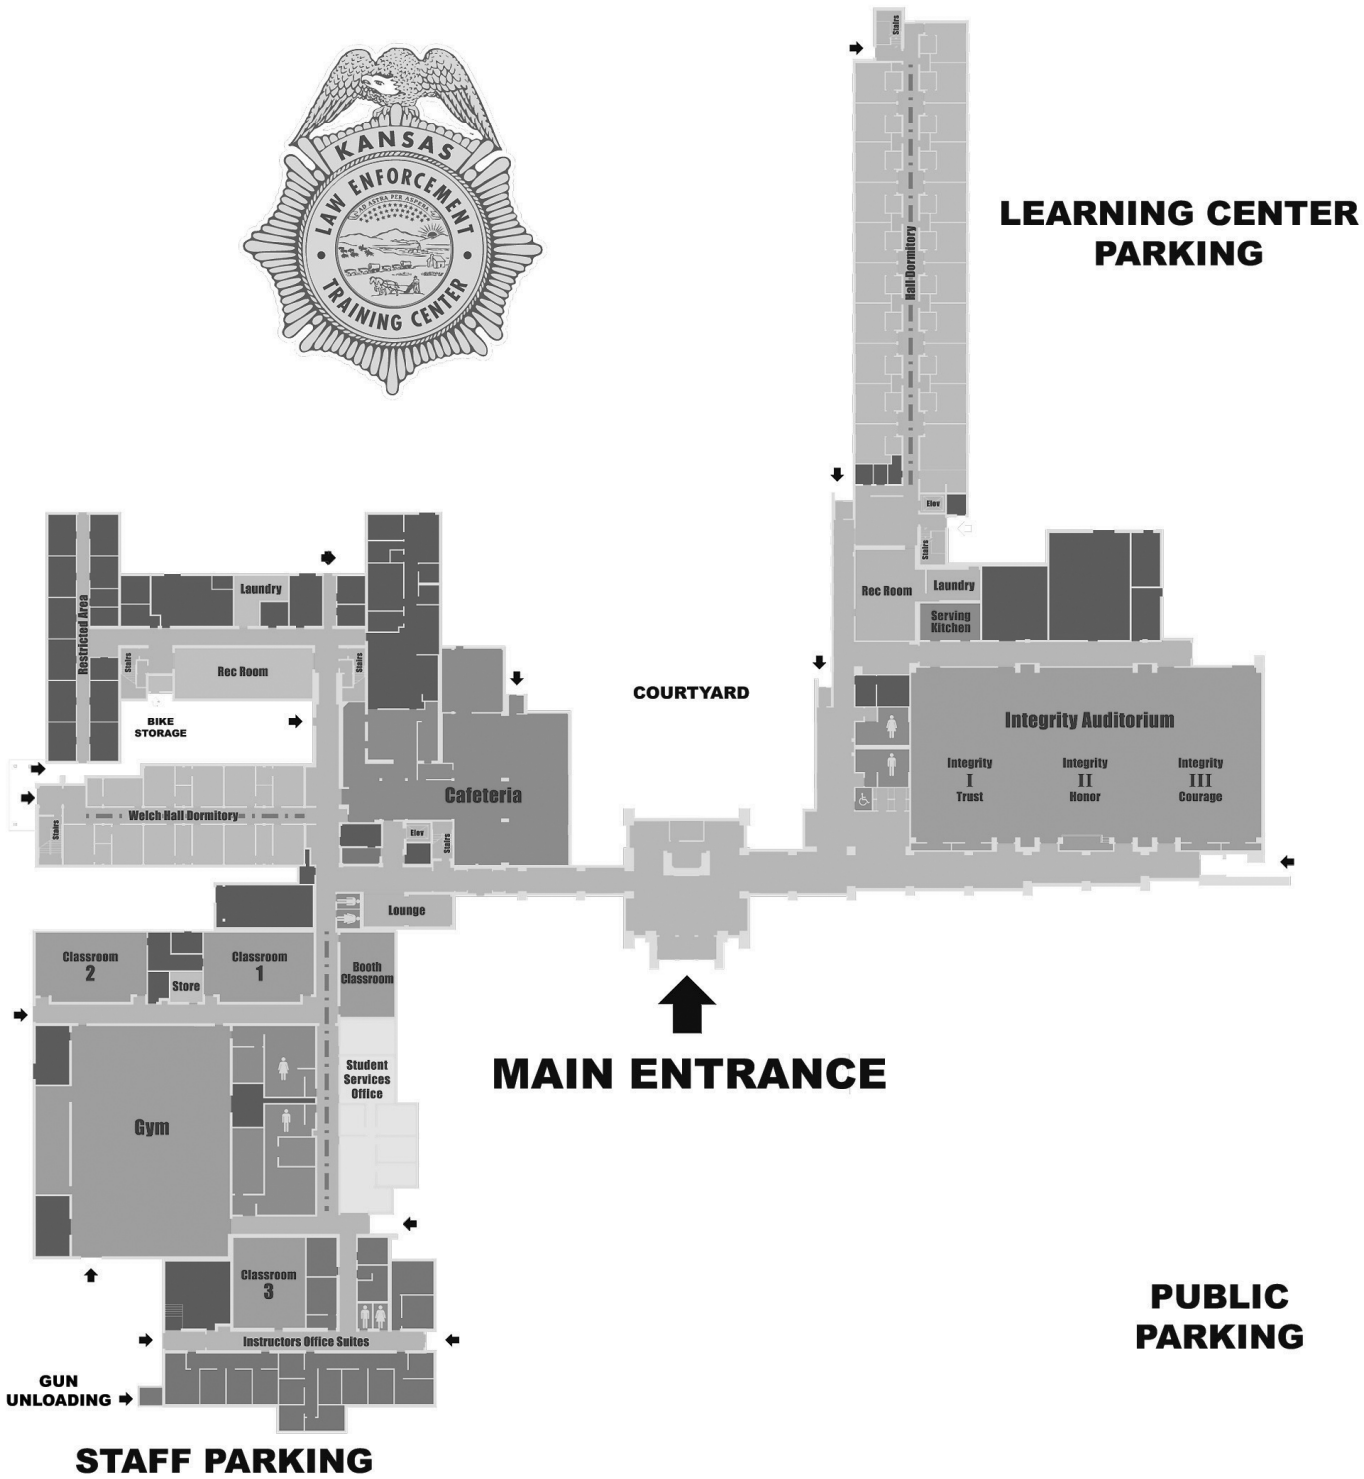 KANSAS
LAW ENFORCEMENT
AD ASTRA PER ASPERA
TRAINING CENTER
Stairs
LEARNING CENTER
PARKING
Hall Dormitory
Elev
Stairs
Rec Room
Laundry
Serving
Kitchen
Laundry
Restricted Area
Stairs
Rec Room
Stairs
BIKE
STORAGE
COURTYARD
Integrity Auditorium
Integrity
I
Trust
Integrity
II
Honor
Integrity
III
Courage
Cafeteria
Welch Hall Dormitory
Stairs
Elev
Stairs
Lounge
Classroom
2
Store
Classroom
1
Booth
Classroom
MAIN ENTRANCE
Student
Services
Office
Gym
Classroom
3
Instructors Office Suites
PUBLIC
PARKING
GUN
UNLOADING
STAFF PARKING